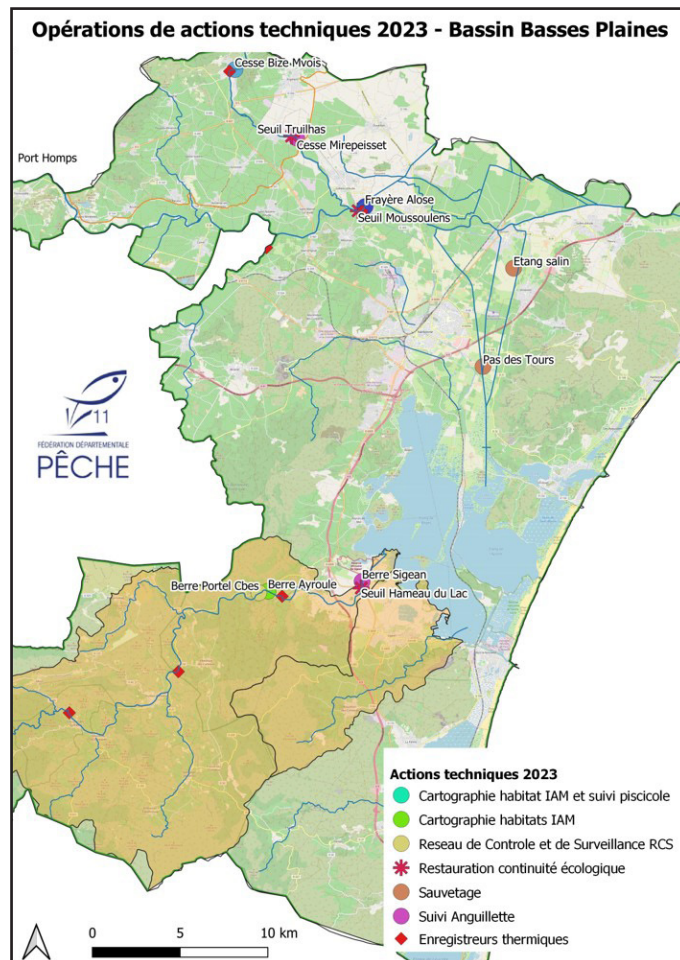 Opérations de actions techniques 2023 - Bassin Basses Plaines
Cesse Bize Mvois
Seuil Truilhas
Cesse Mirepeisset
Port Homps
Frayère Alose
Seuil Moussoulens
Etang salin
Pas des Tours
11
FÉDÉRATION DÉPARTEMENTALE
PÊCHE
Berre Sigean
Berre Portel Cbes
Berre Ayroule
Seuil Hameau du Lac
Actions techniques 2023
Cartographie habitat IAM et suivi piscicole
Cartographie habitats IAM
Reseau de Controle et de Surveillance RCS
Restauration continuité écologique
Sauvetage
Suivi Anguillette
Enregistreurs thermiques
0 5 10 km